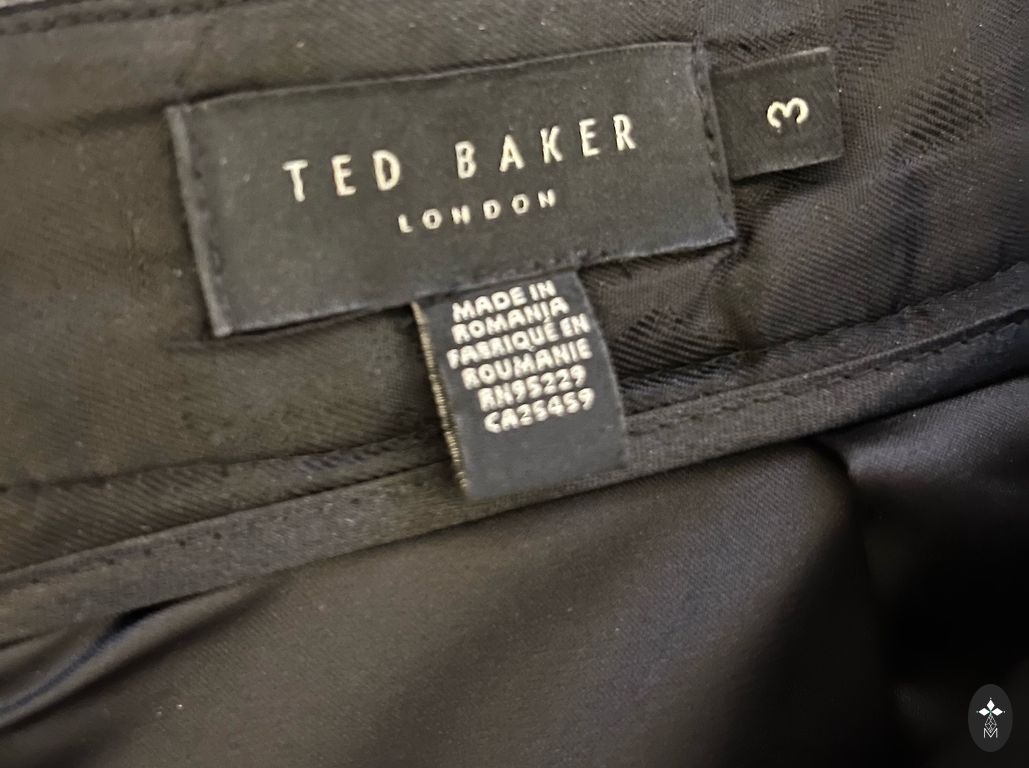 TED BAKER
LONDON
3
MADE IN
ROMANIA
FABRIQUÉ EN
ROUMANIE
RN95229
CA25459
M